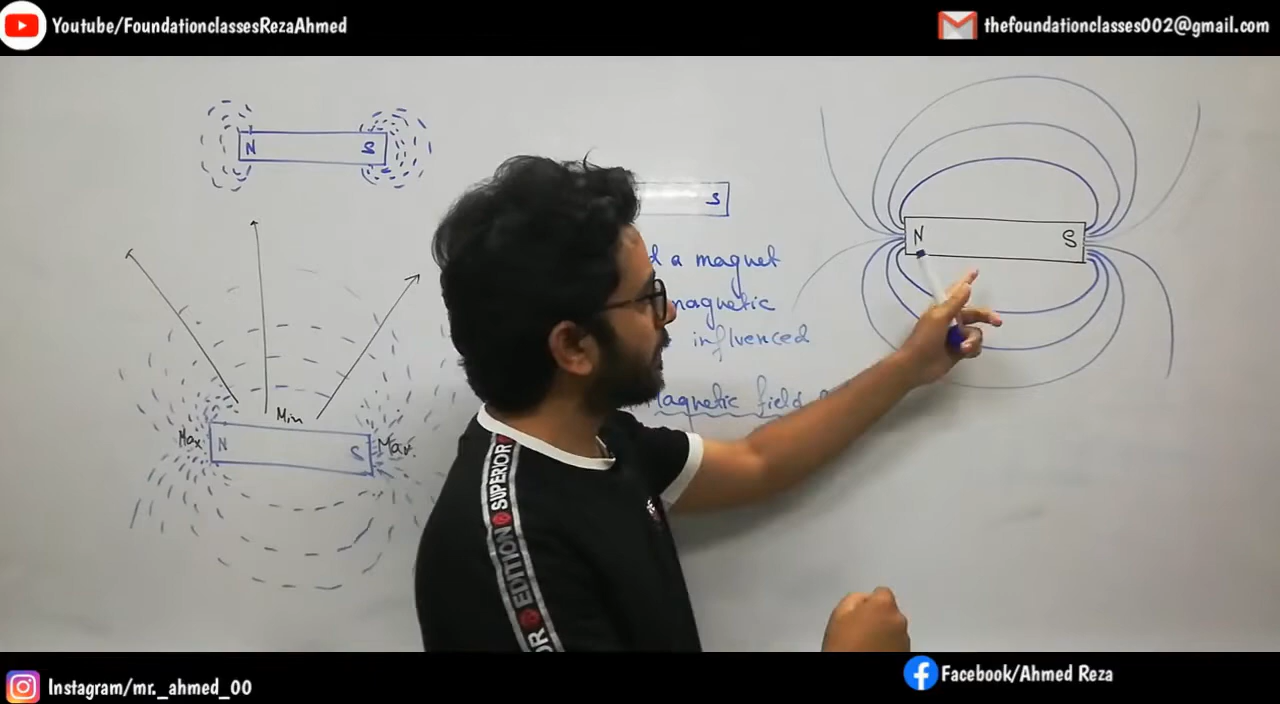 Youtube/FoundationclassesRezaAhmed
thefoundationclasses002@gmail.com
N S
S
N S
a magnet
magnetic
influenced
Magnetic field
Min
Max
N S
Max.
SUPERIOR
EDITION
Instagram/mr._ahmed_00
Facebook/Ahmed Reza